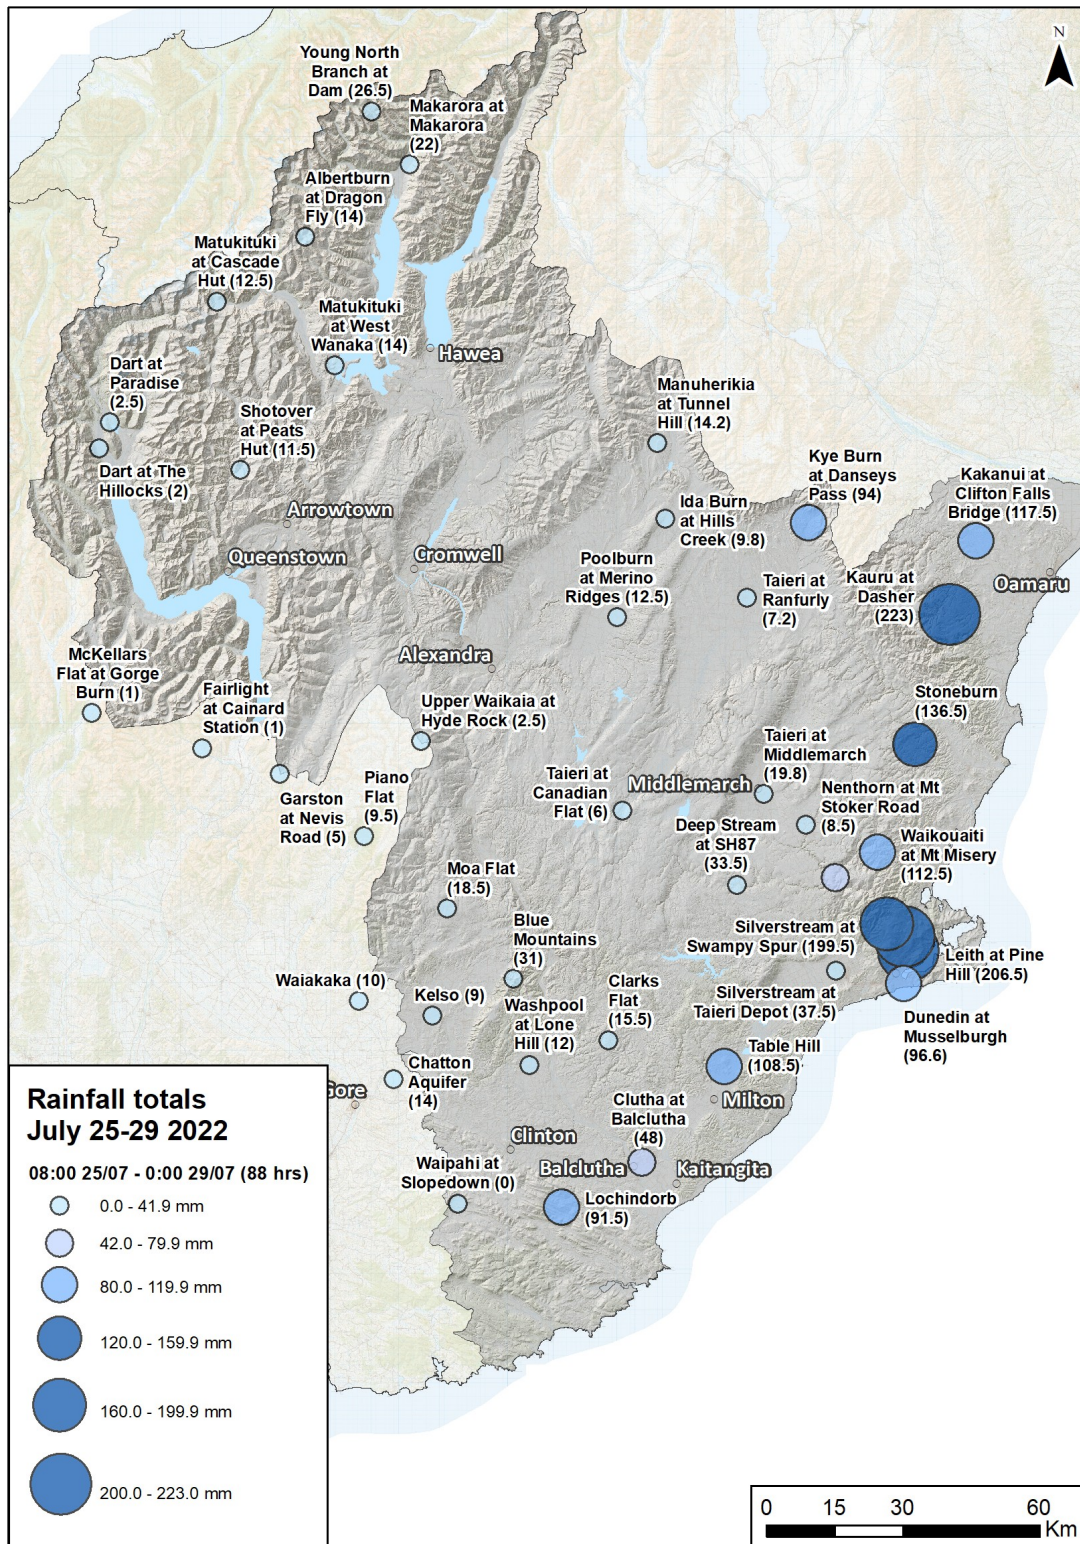 N
Young North
Branch at
Dam (26.5)
Makarora at
Makarora
(22)
Albertburn
at Dragon
Fly (14)
Matukituki
at Cascade
Hut (12.5)
Matukituki
at West
Wanaka (14)
Hawea
Dart at
Paradise
(2.5)
Shotover
at Peats
Hut (11.5)
Manuherikia
at Tunnel
Hill (14.2)
Dart at The
Hillocks (2)
Kye Burn
at Danseys
Pass (94)
Kakanui at
Clifton Falls
Bridge (117.5)
Arrowtown
Ida Burn
at Hills
Creek (9.8)
Queenstown
Cromwell
Poolburn
at Merino
Ridges (12.5)
Taieri at
Ranfurly
(7.2)
Kauru at
Dasher
(223)
Oamaru
McKellars
Flat at Gorge
Burn (1)
Alexandra
Fairlight
at Cainard
Station (1)
Upper Waikaia at
Hyde Rock (2.5)
Stoneburn
(136.5)
Taieri at
Middlemarch
(19.8)
Garston
at Nevis
Road (5)
Piano
Flat
(9.5)
Taieri at
Canadian
Flat (6)
Middlemarch
Nenthorn at Mt
Stoker Road
(8.5)
Deep Stream
at SH87
(33.5)
Waikouaiti
at Mt Misery
(112.5)
Moa Flat
(18.5)
Blue
Mountains
(31)
Silverstream at
Swampy Spur (199.5)
Leith at Pine
Hill (206.5)
Waiakaka (10)
Kelso (9)
Washpool
at Lone
Hill (12)
Clarks
Flat
(15.5)
Silverstream at
Taieri Depot (37.5)
Dunedin at
Musselburgh
(96.6)
Table Hill
(108.5)
Chatton
Aquifer
(14)
Gore
Clutha at
Balclutha
(48)
Milton
Clinton
Waipahi at
Slopedown (0)
Balclutha
Kaitangita
Lochindorb
(91.5)
Rainfall totals
July 25-29 2022
08:00 25/07 - 0:00 29/07 (88 hrs)
0.0 - 41.9 mm
42.0 - 79.9 mm
80.0 - 119.9 mm
120.0 - 159.9 mm
160.0 - 199.9 mm
200.0 - 223.0 mm
0 15 30 60
Km